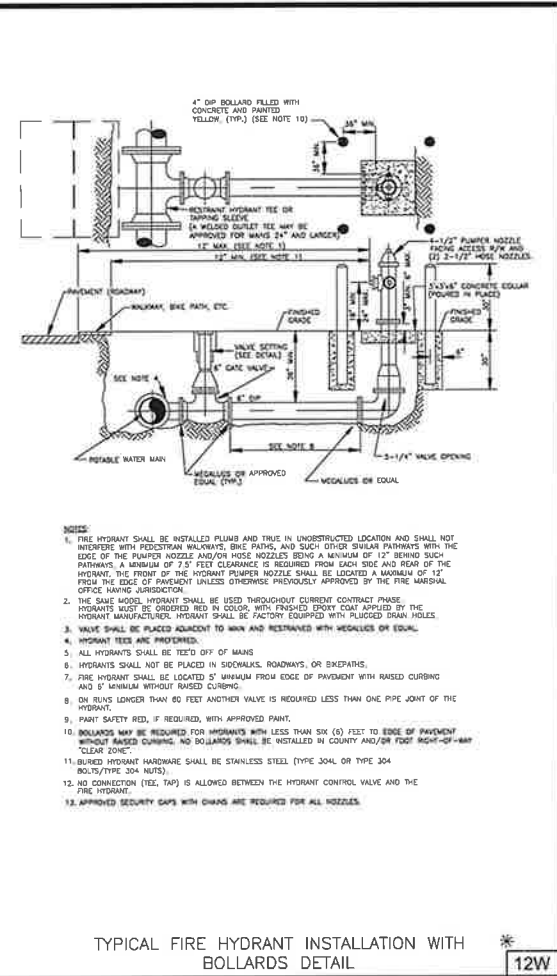 4" DIP BOLLARD FILLED WITH
CONCRETE AND PAINTED
YELLOW, (TYP.) (SEE NOTE 10)
36" MIN.
36" MIN.
RESTRAINT HYDRANT TEE OR
TAPPING SLEEVE
(A WELDED OUTLET TEE MAY BE
APPROVED FOR MAINS 24" AND LARGER)
12' MAX. (SEE NOTE 1)
12" MIN. (SEE NOTE 1)
4-1/2" PUMPER NOZZLE
FACING ACCESS R/W AND
(2) 2-1/2" HOSE NOZZLES.
PAVEMENT (ROADWAY)
WALKWAY, BIKE PATH, ETC.
FINISHED
GRADE
18" MIN.
24" MAX.
3" MIN.
6" MAX.
3'x3'x6" CONCRETE COLLAR
(POURED IN PLACE)
30"
FINISHED
GRADE
VALVE SETTING
(SEE DETAIL)
6" GATE VALVE
36" MIN
30"
SEE NOTE 4
6" DIP
SEE NOTE 8
5-1/4" VALVE OPENING
POTABLE WATER MAIN
MEGALUGS OR APPROVED
EQUAL (TYP.)
MEGALUGS OR EQUAL
NOTES:
1. FIRE HYDRANT SHALL BE INSTALLED PLUMB AND TRUE IN UNOBSTRUCTED LOCATION AND SHALL NOT
INTERFERE WITH PEDESTRIAN WALKWAYS, BIKE PATHS, AND SUCH OTHER SIMILAR PATHWAYS WITH THE
EDGE OF THE PUMPER NOZZLE AND/OR HOSE NOZZLES BEING A MINIMUM OF 12" BEHIND SUCH
PATHWAYS. A MINIMUM OF 7.5' FEET CLEARANCE IS REQUIRED FROM EACH SIDE AND REAR OF THE
HYDRANT. THE FRONT OF THE HYDRANT PUMPER NOZZLE SHALL BE LOCATED A MAXIMUM OF 12'
FROM THE EDGE OF PAVEMENT UNLESS OTHERWISE PREVIOUSLY APPROVED BY THE FIRE MARSHAL
OFFICE HAVING JURISDICTION.
2. THE SAME MODEL HYDRANT SHALL BE USED THROUGHOUT CURRENT CONTRACT PHASE.
HYDRANTS MUST BE ORDERED RED IN COLOR, WITH FINISHED EPOXY COAT APPLIED BY THE
HYDRANT MANUFACTURER. HYDRANT SHALL BE FACTORY EQUIPPED WITH PLUGGED DRAIN HOLES.
3. VALVE SHALL BE PLACED ADJACENT TO MAIN AND RESTRAINED WITH MEGALUGS OR EQUAL.
4. HYDRANT TEES ARE PREFERRED.
5. ALL HYDRANTS SHALL BE TEE'D OFF OF MAINS
6. HYDRANTS SHALL NOT BE PLACED IN SIDEWALKS, ROADWAYS, OR BIKEPATHS.
7. FIRE HYDRANT SHALL BE LOCATED 5' MINIMUM FROM EDGE OF PAVEMENT WITH RAISED CURBING
AND 6' MINIMUM WITHOUT RAISED CURBING.
8. ON RUNS LONGER THAN 60 FEET ANOTHER VALVE IS REQUIRED LESS THAN ONE PIPE JOINT OF THE
HYDRANT.
9. PAINT SAFETY RED, IF REQUIRED, WITH APPROVED PAINT.
10. BOLLARDS MAY BE REQUIRED FOR HYDRANTS WITH LESS THAN SIX (6) FEET TO EDGE OF PAVEMENT
WITHOUT RAISED CURBING. NO BOLLARDS SHALL BE INSTALLED IN COUNTY AND/OR FDOT RIGHT-OF-WAY
"CLEAR ZONE".
11. BURIED HYDRANT HARDWARE SHALL BE STAINLESS STEEL (TYPE 304L OR TYPE 304
BOLTS/TYPE 304 NUTS).
12. NO CONNECTION (TEE, TAP) IS ALLOWED BETWEEN THE HYDRANT CONTROL VALVE AND THE
FIRE HYDRANT.
13. APPROVED SECURITY CAPS WITH CHAINS ARE REQUIRED FOR ALL NOZZLES.
TYPICAL FIRE HYDRANT INSTALLATION WITH
BOLLARDS DETAIL
*
12W